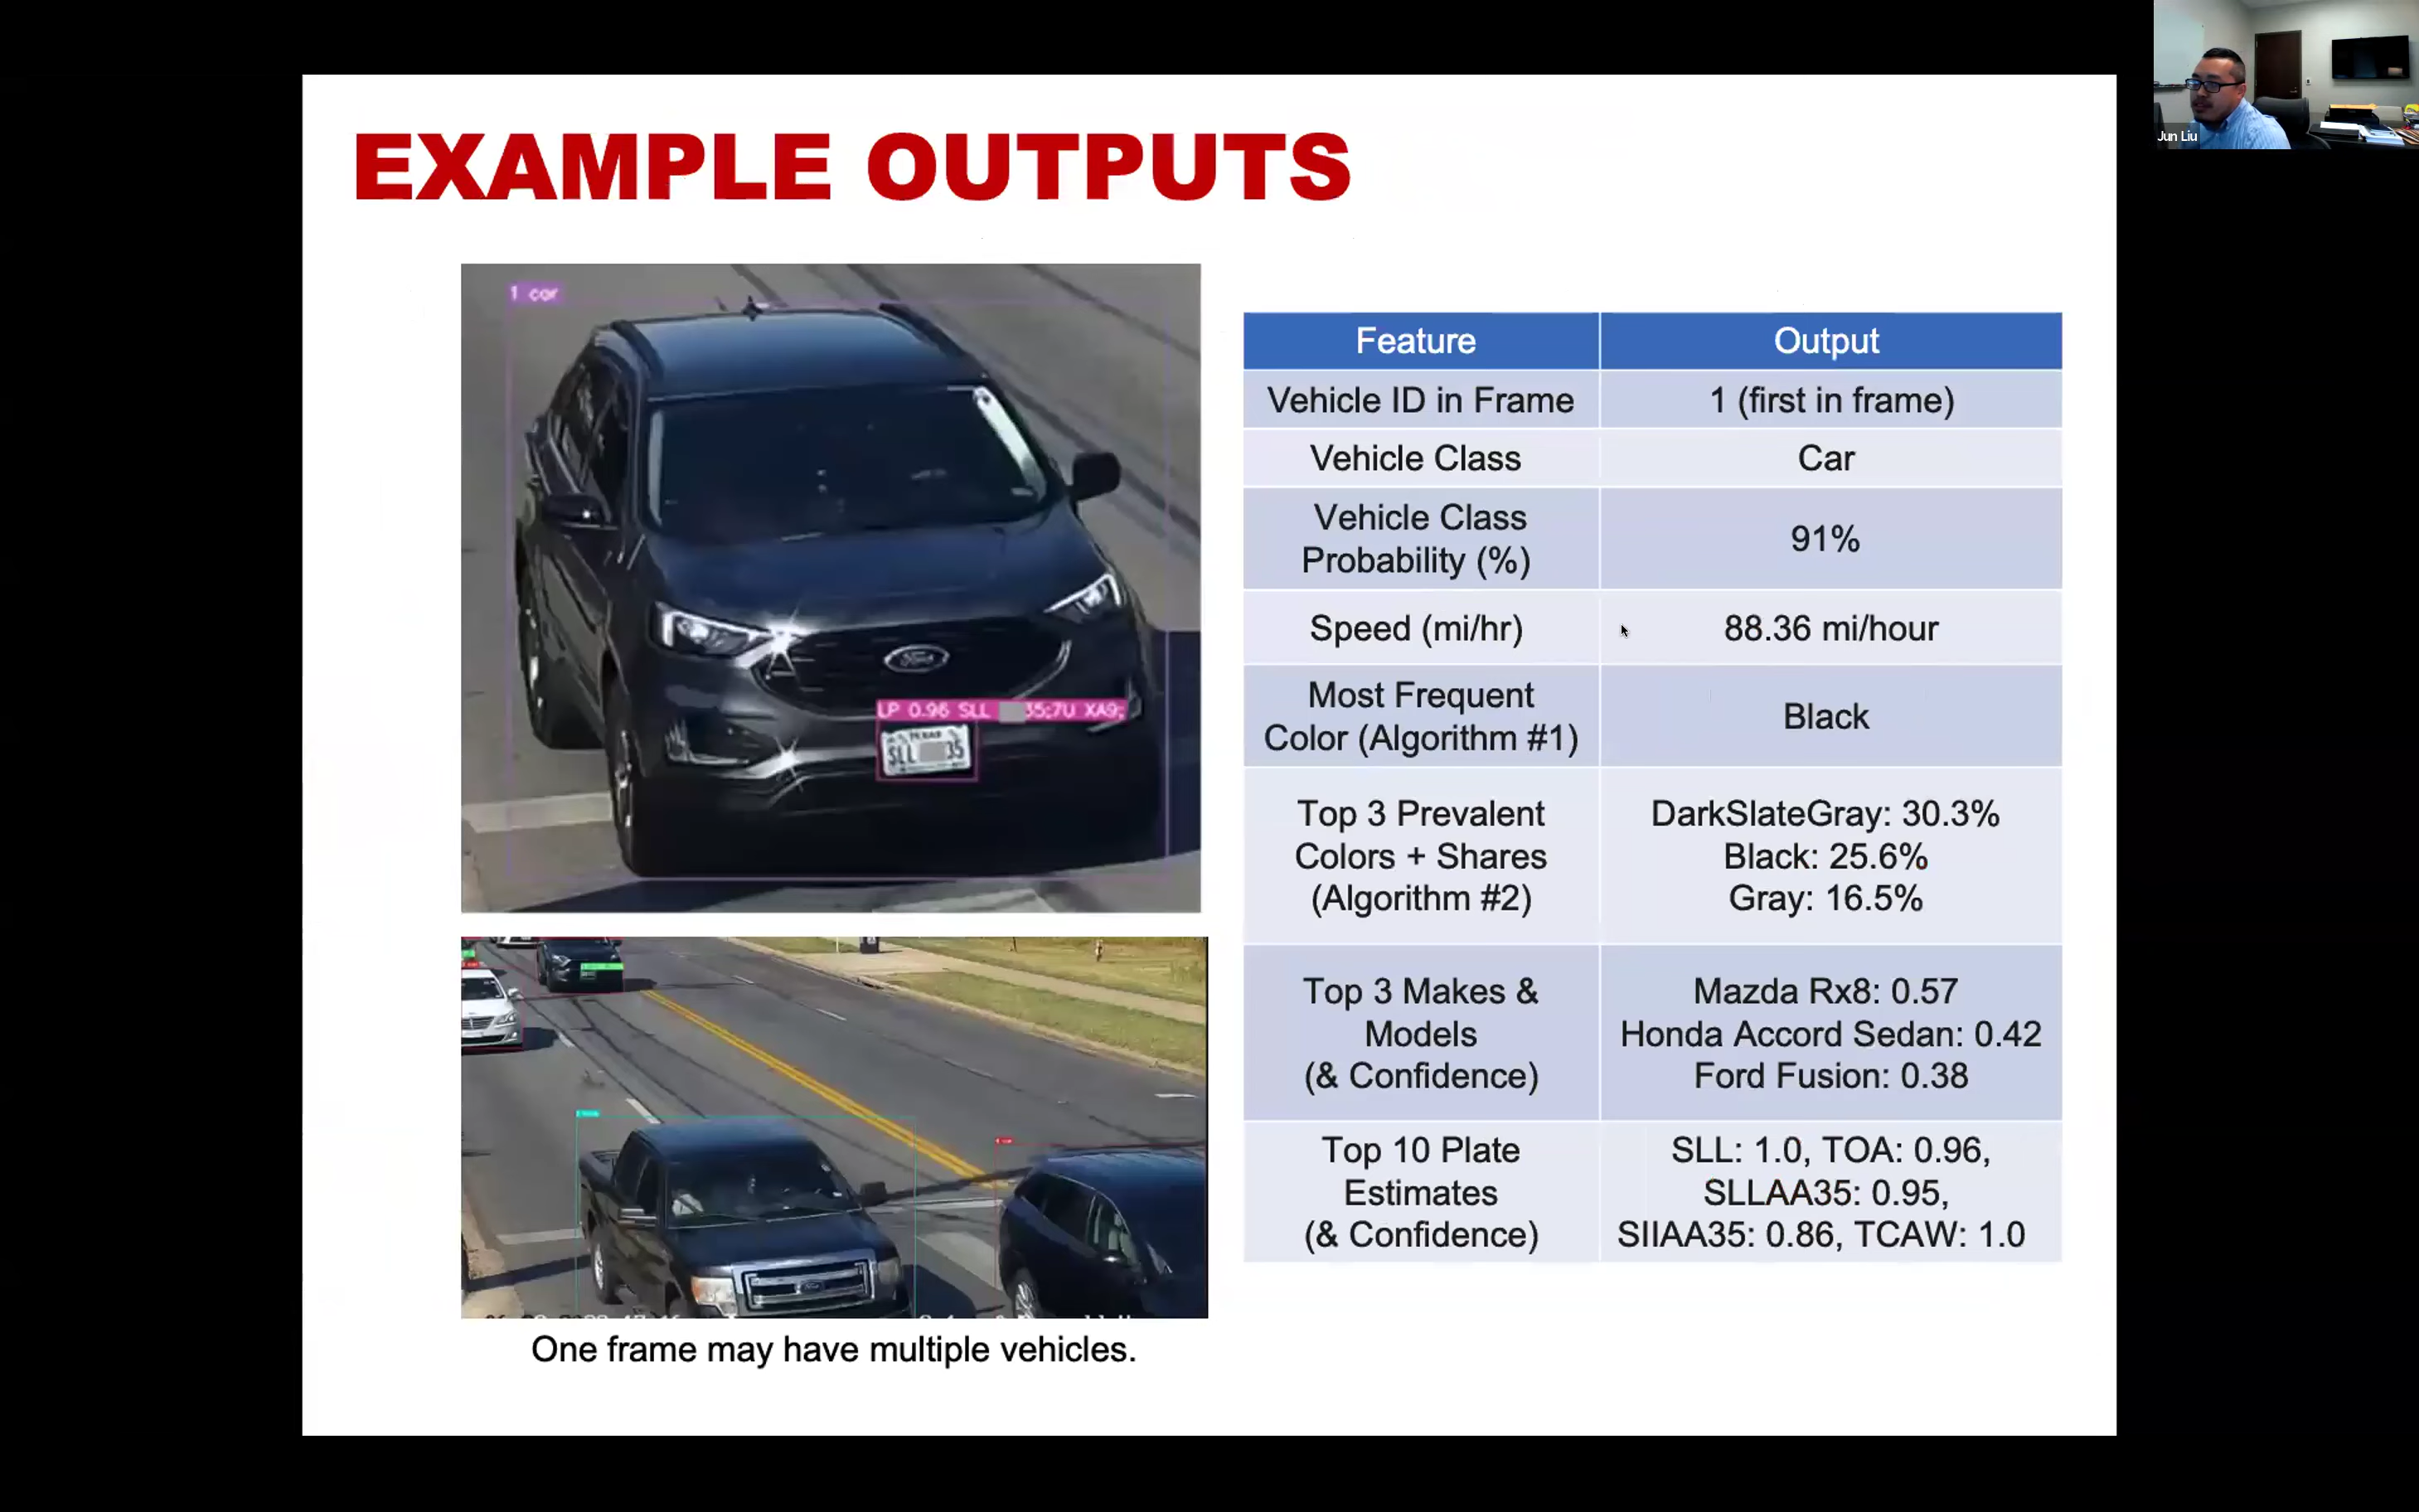 Jun Liu
EXAMPLE OUTPUTS
1 car
Ford
LP 0.96 SLL 35;7U XA9;
TEXAS
SLL 35
One frame may have multiple vehicles.
Feature Output
Vehicle ID in Frame 1 (first in frame)
Vehicle Class Car
Vehicle Class
Probability (%)
91%
Speed (mi/hr) 88.36 mi/hour
Most Frequent
Color (Algorithm #1)
Black
Top 3 Prevalent
Colors + Shares
(Algorithm #2)
DarkSlateGray: 30.3%
Black: 25.6%
Gray: 16.5%
Top 3 Makes &
Models
(& Confidence)
Mazda Rx8: 0.57
Honda Accord Sedan: 0.42
Ford Fusion: 0.38
Top 10 Plate
Estimates
(& Confidence)
SLL: 1.0, TOA: 0.96,
SLLAA35: 0.95,
SIIAA35: 0.86, TCAW: 1.0